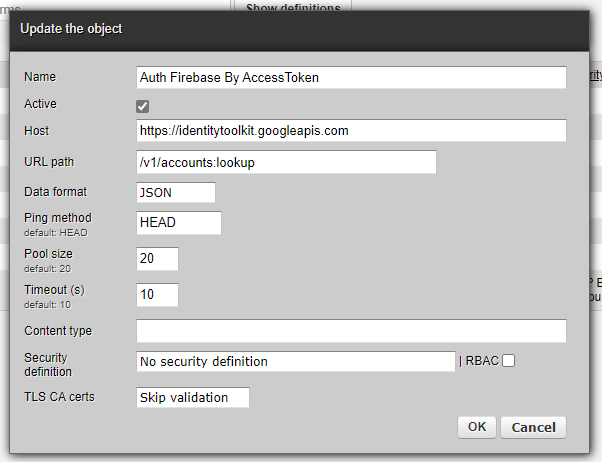 rms
Show definitions
Update the object
Name
Auth Firebase By AccessToken
Active
Host
https://identitytoolkit.googleapis.com
URL path
/v1/accounts:lookup
Data format
JSON
Ping method
default: HEAD
HEAD
Pool size
default: 20
20
Timeout (s)
default: 10
10
Content type
Security
definition
No security definition
| RBAC
TLS CA certs
Skip validation
OK
Cancel